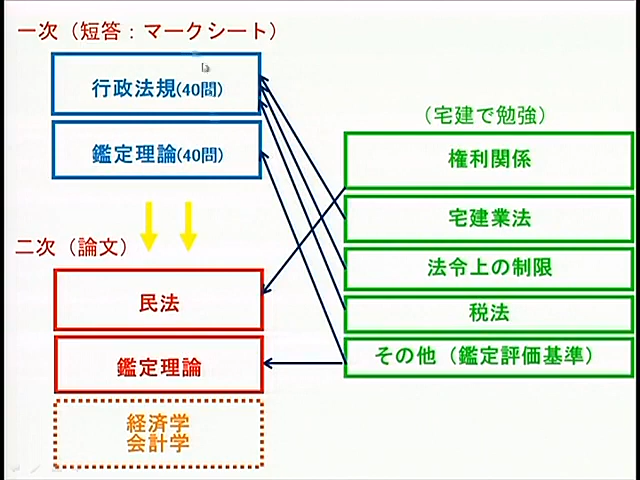 一次（短答：マークシート）
行政法規(40問)
鑑定理論(40問)
二次（論文）
民法
鑑定理論
経済学
会計学
（宅建で勉強）
権利関係
宅建業法
法令上の制限
税法
その他（鑑定評価基準）